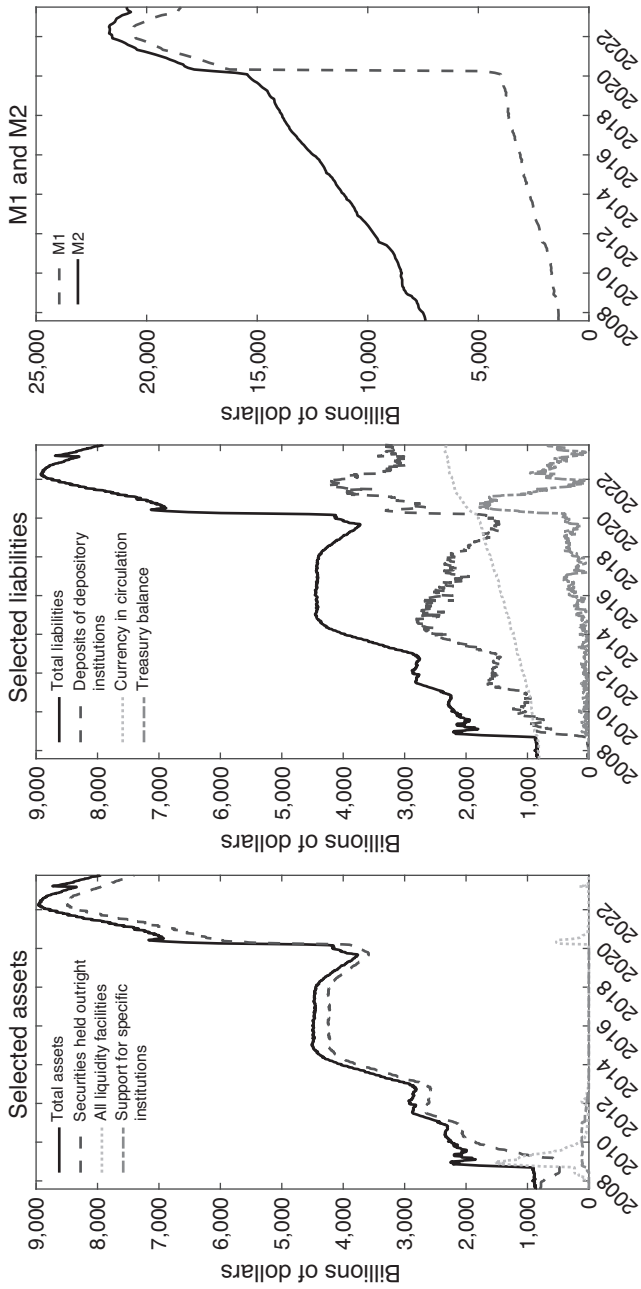 Selected assets
Total assets
Securities held outright
All liquidity facilities
Support for specific
institutions
Billions of dollars
9,000
8,000
7,000
6,000
5,000
4,000
3,000
2,000
1,000
0
2008
2010
2012
2014
2016
2018
2020
2022
Selected liabilities
Total liabilities
Deposits of depository
institutions
Currency in circulation
Treasury balance
Billions of dollars
9,000
8,000
7,000
6,000
5,000
4,000
3,000
2,000
1,000
0
2008
2010
2012
2014
2016
2018
2020
2022
M1 and M2
M1
M2
Billions of dollars
25,000
20,000
15,000
10,000
5,000
0
2008
2010
2012
2014
2016
2018
2020
2022